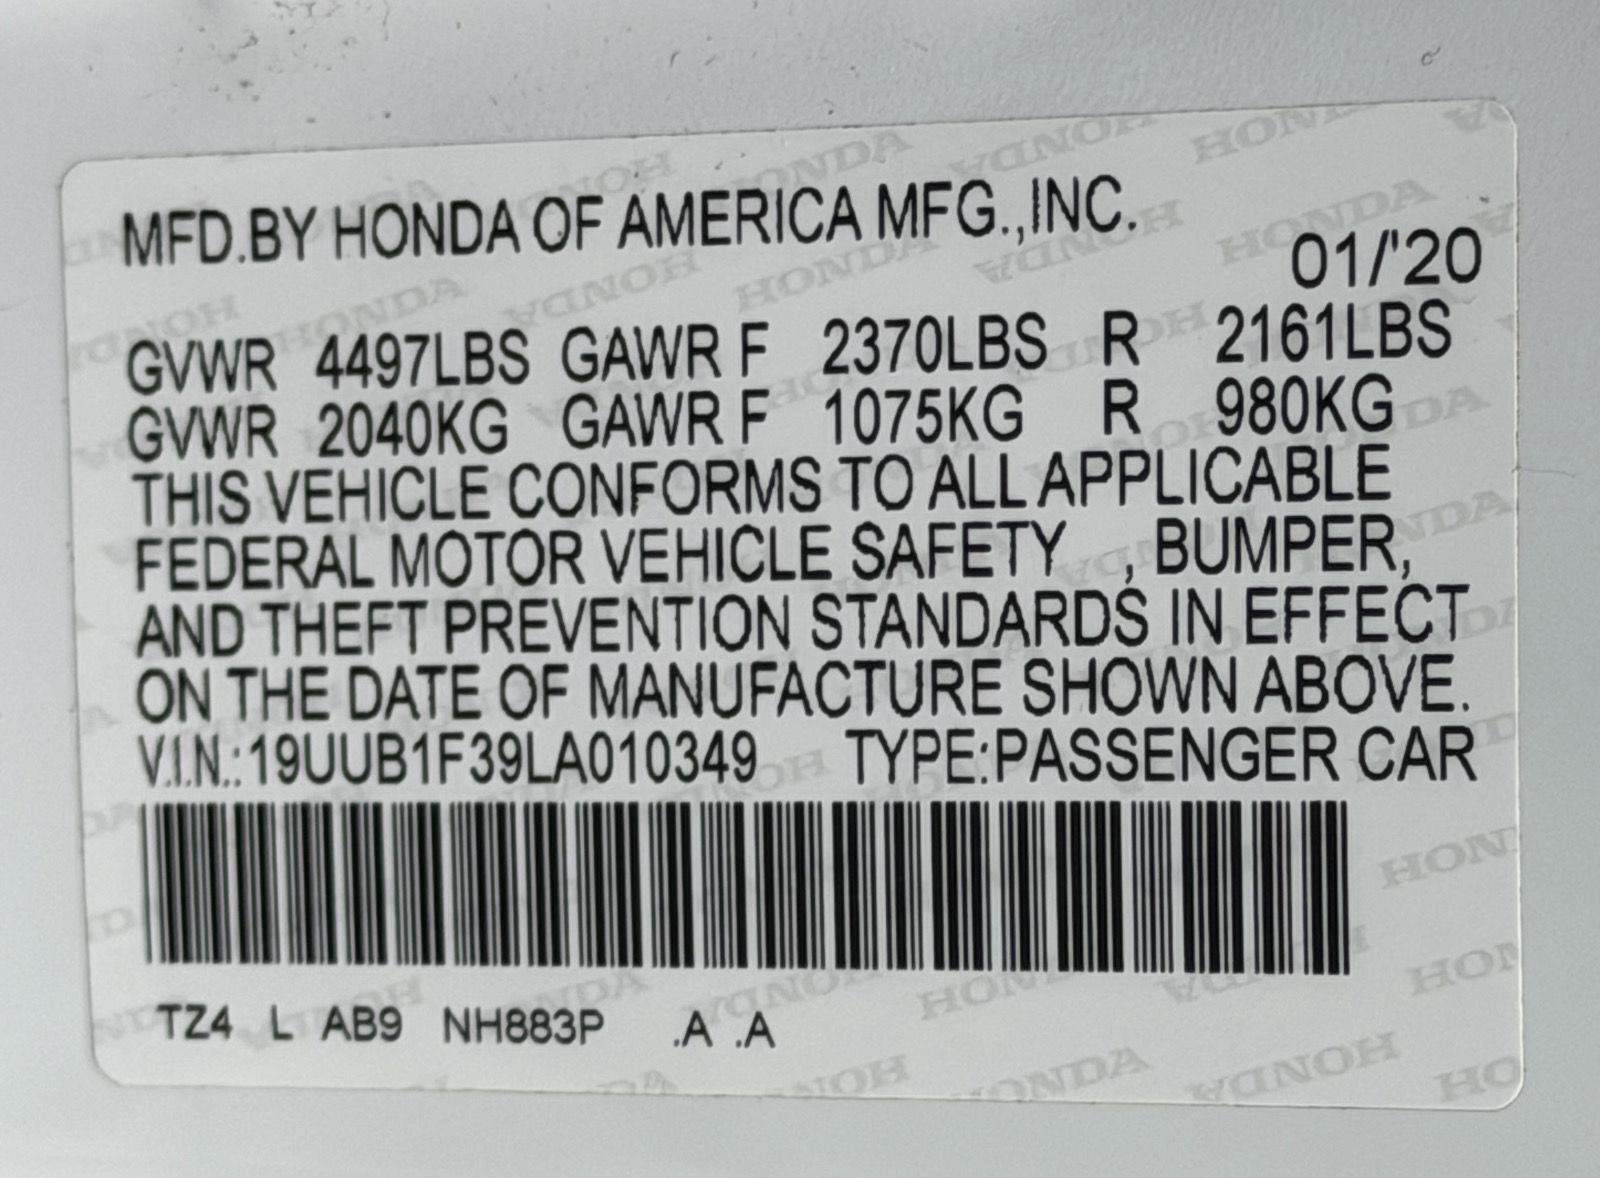 MFD.BY HONDA OF AMERICA MFG.,INC.
01/'20
GVWR 4497LBS GAWR F 2370LBS R 2161LBS
GVWR 2040KG GAWR F 1075KG R 980KG
THIS VEHICLE CONFORMS TO ALL APPLICABLE
FEDERAL MOTOR VEHICLE SAFETY , BUMPER,
AND THEFT PREVENTION STANDARDS IN EFFECT
ON THE DATE OF MANUFACTURE SHOWN ABOVE.
V.I.N.:19UUB1F39LA010349 TYPE:PASSENGER CAR
TZ4 L AB9 NH883P .A .A